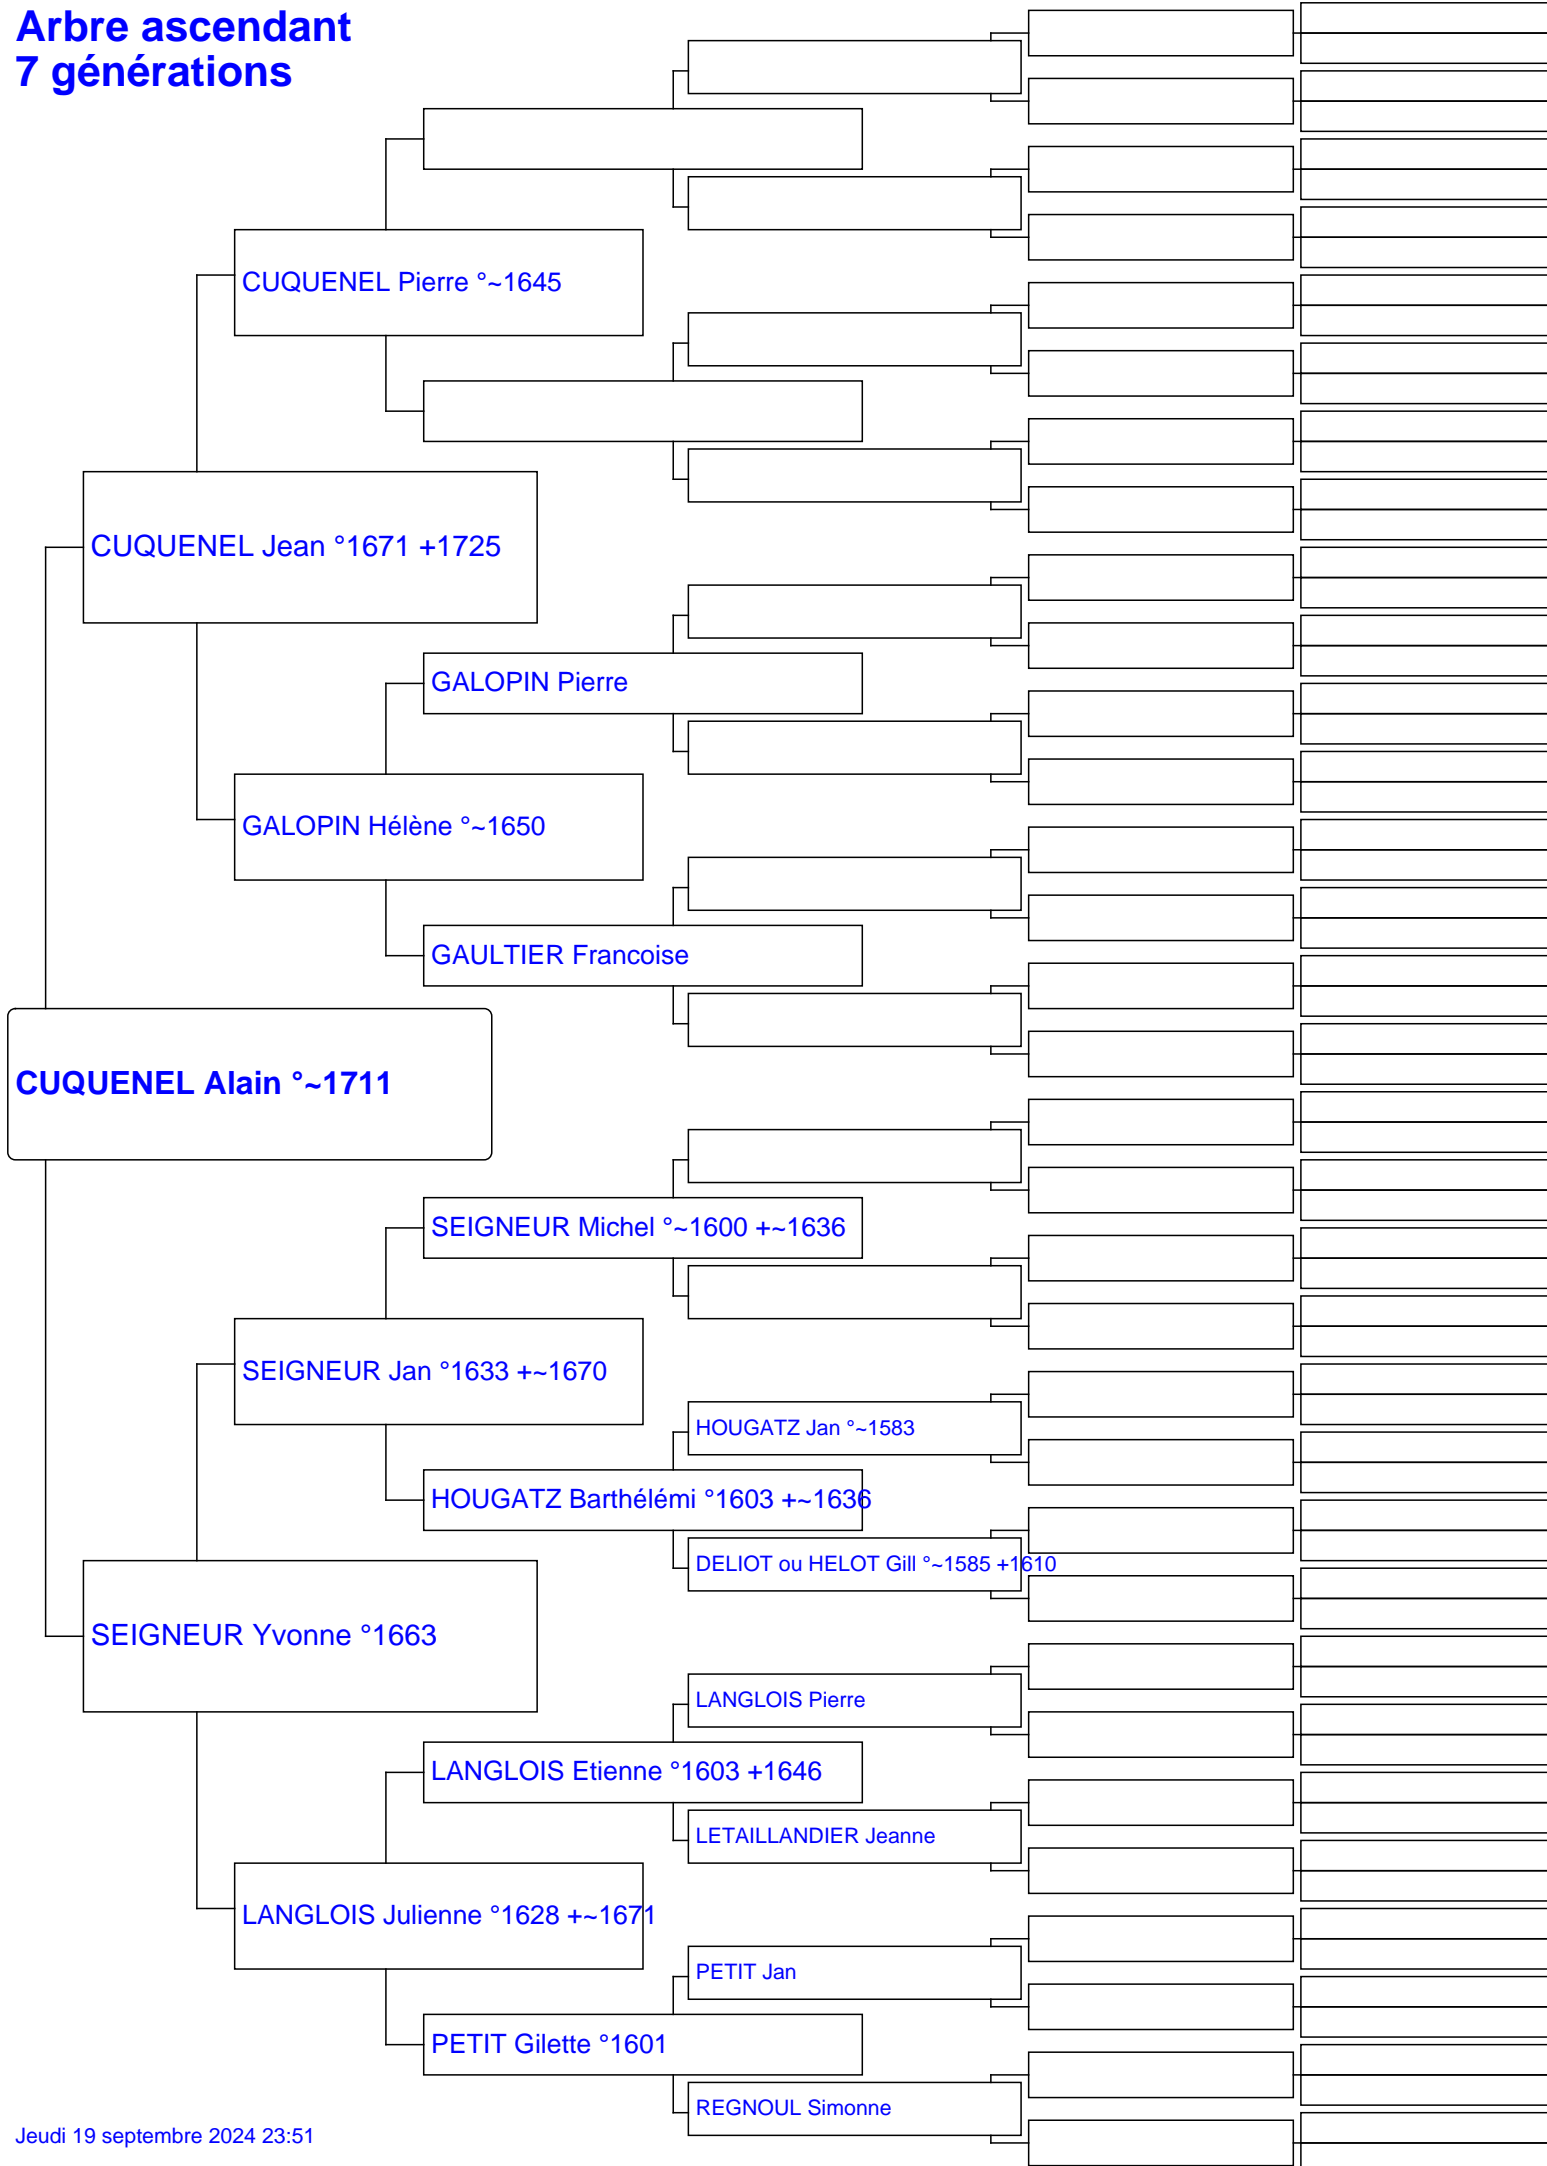 Arbre ascendant
7 générations
CUQUENEL Pierre °~1645
CUQUENEL Jean °1671 +1725
GALOPIN Pierre
GALOPIN Hélène °~1650
GAULTIER Francoise
CUQUENEL Alain °~1711
SEIGNEUR Michel °~1600 +~1636
SEIGNEUR Jan °1633 +~1670
HOUGATZ Jan °~1583
HOUGATZ Barthélémi °1603 +~1636
DELIOT ou HELOT Gill °~1585 +1610
SEIGNEUR Yvonne °1663
LANGLOIS Pierre
LANGLOIS Etienne °1603 +1646
LETAILLANDIER Jeanne
LANGLOIS Julienne °1628 +~1671
PETIT Jan
PETIT Gilette °1601
REGNOUL Simonne
Jeudi 19 septembre 2024 23:51